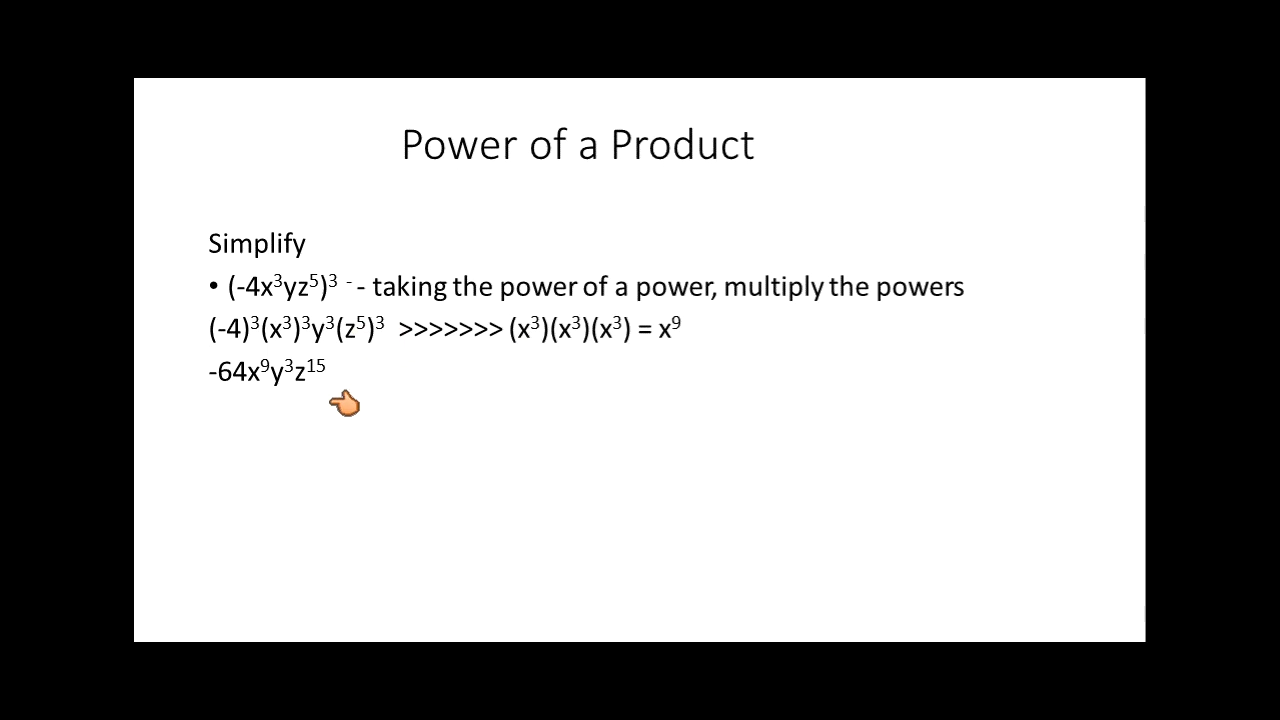 Power of a Product
Simplify
• (-4x³yz⁵)³ ⁻ - taking the power of a power, multiply the powers
(-4)³(x³)³y³(z⁵)³ >>>>>>> (x³)(x³)(x³) = x⁹
-64x⁹y³z¹⁵